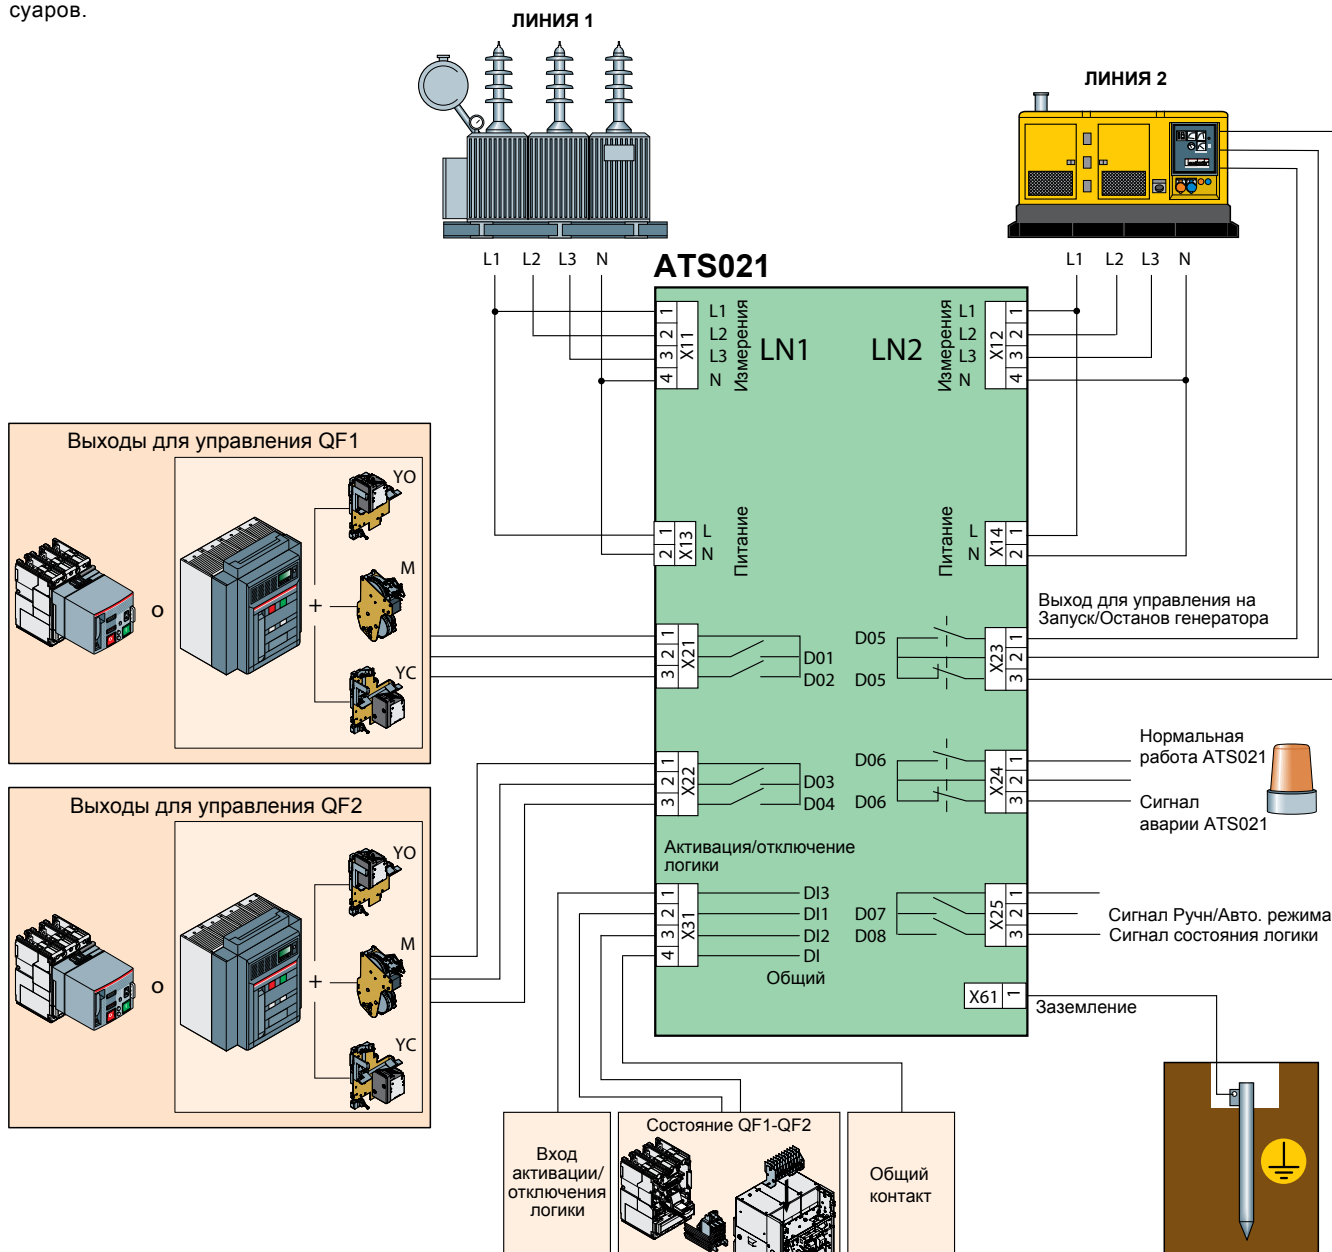 суаров.
ЛИНИЯ 1
ЛИНИЯ 2
L1 L2 L3 N
ATS021
L1 L2 L3 N
1 2 3 4 X11
L1
L2
L3
N
Измерения
LN1
LN2
Измерения
L1
L2
L3
N
X12 1 2 3 4
Выходы для управления QF1
YO
M
YC
о
+
1 2 X13
L
N
Питание
Питание
L
N
X14 1 2
Выход для управления на
Запуск/Останов генератора
1 2 3 X21
D01
D02
D05
D05
X23 1 2 3
1 2 3 X22
D03
D04
D06
D06
X24 1 2 3
Нормальная
работа ATS021
Сигнал
аварии ATS021
Выходы для управления QF2
YO
M
YC
о
+
Активация/отключение
логики
1 2 3 4 X31
DI3
DI1
DI2
DI
Общий
D07
D08
X25 1 2 3
Сигнал Ручн/Авто. режима
Сигнал состояния логики
X61 1
Заземление
Вход
активации/
отключения
логики
Состояние QF1-QF2
Общий
контакт